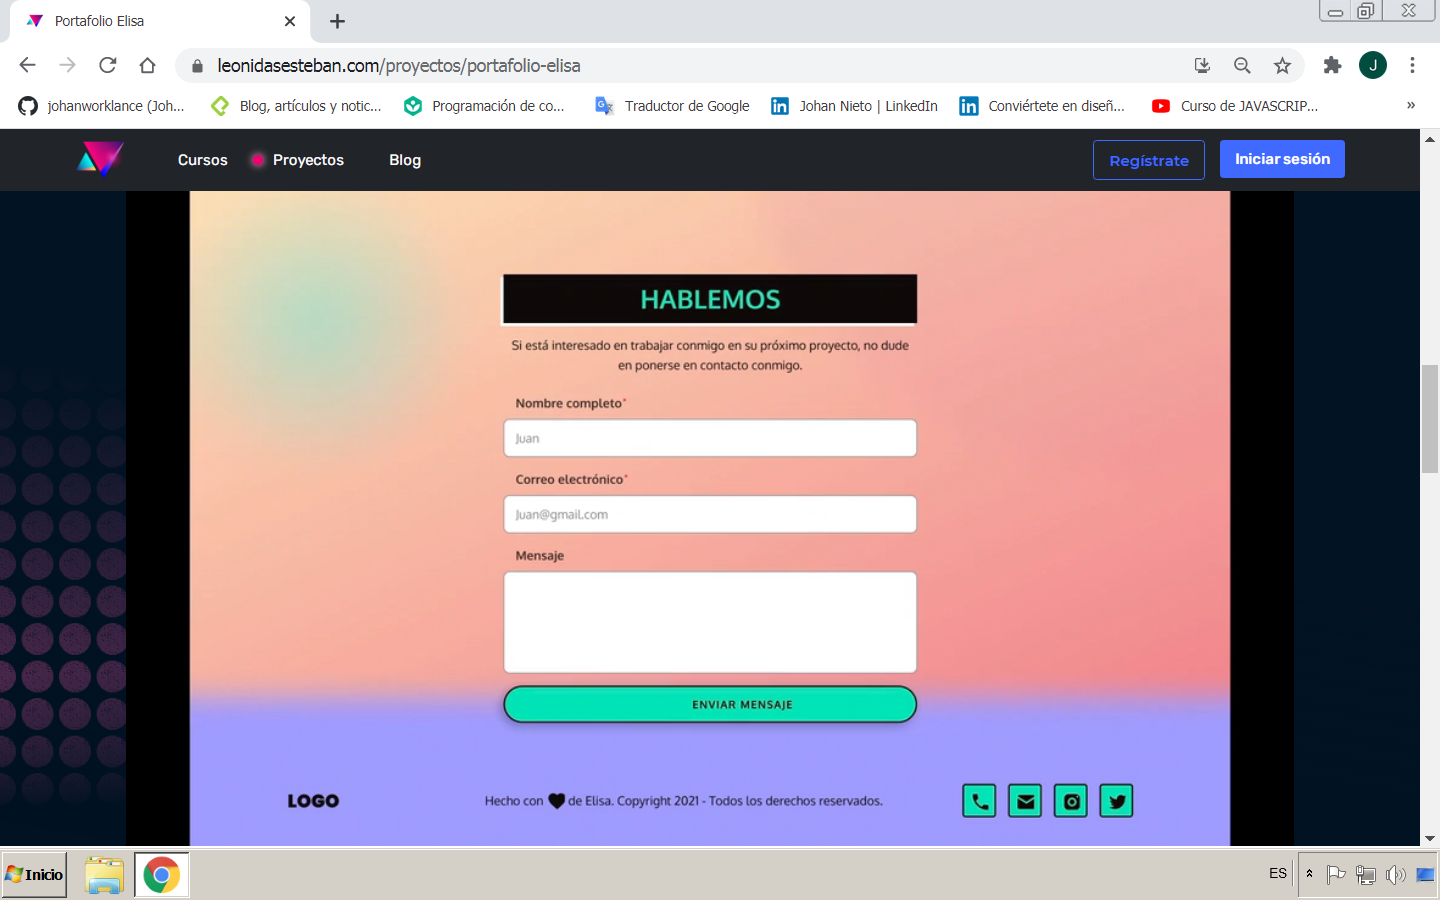 Portafolio Elisa
leonidasesteban.com/proyectos/portafolio-elisa
J
johanworklance (Joh...
Blog, artículos y notic...
Programación de co...
Traductor de Google
Johan Nieto | LinkedIn
Conviértete en diseñ...
Curso de JAVASCRIP...
»
Cursos
Proyectos
Blog
Regístrate
Iniciar sesión
HABLEMOS
Si está interesado en trabajar conmigo en su próximo proyecto, no dude
en ponerse en contacto conmigo.
Nombre completo*
Juan
Correo electrónico*
Juan@gmail.com
Mensaje
ENVIAR MENSAJE
LOGO
Hecho con 🖤 de Elisa. Copyright 2021 - Todos los derechos reservados.
Inicio
ES